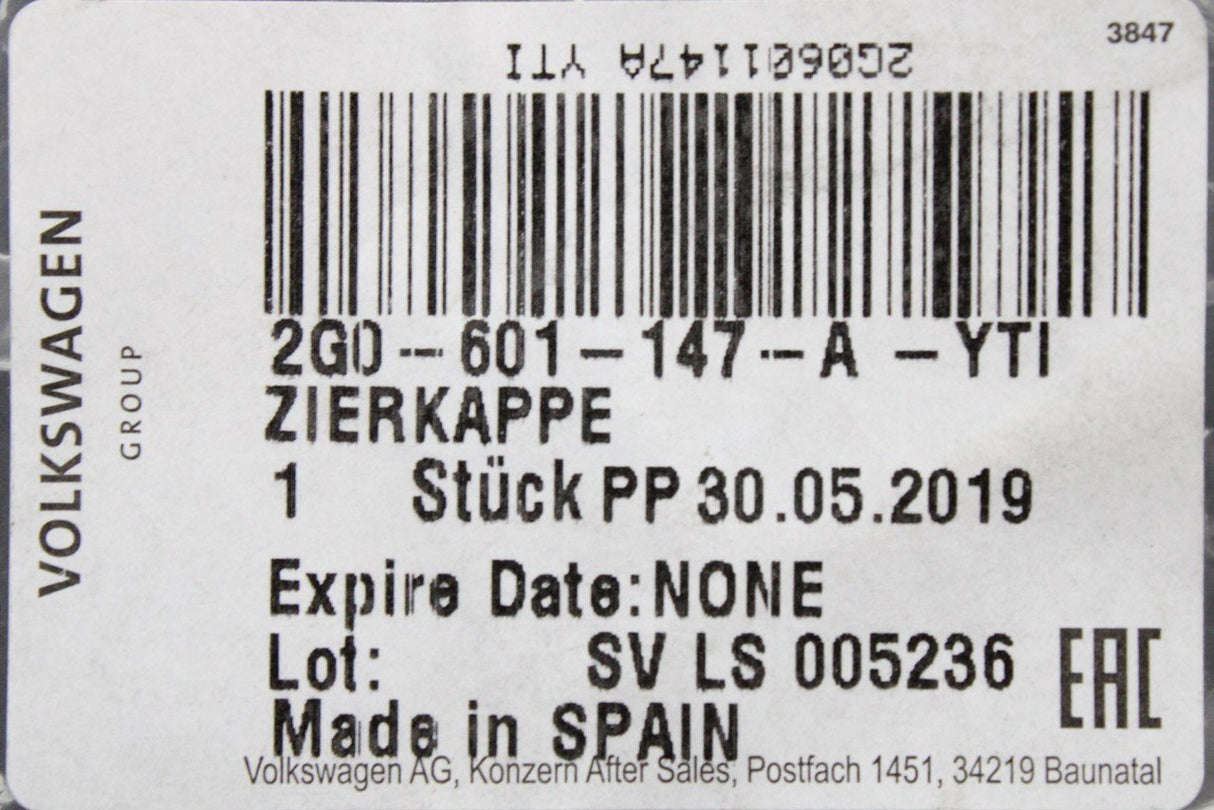 3847
2G0601147A YTI
VOLKSWAGEN
GROUP
2G0-601-147-A -YTI
ZIERKAPPE
1 Stück PP 30.05.2019
Expire Date:NONE
Lot: SV LS 005236
EAC
Made in SPAIN
Volkswagen AG, Konzern After Sales, Postfach 1451, 34219 Baunatal